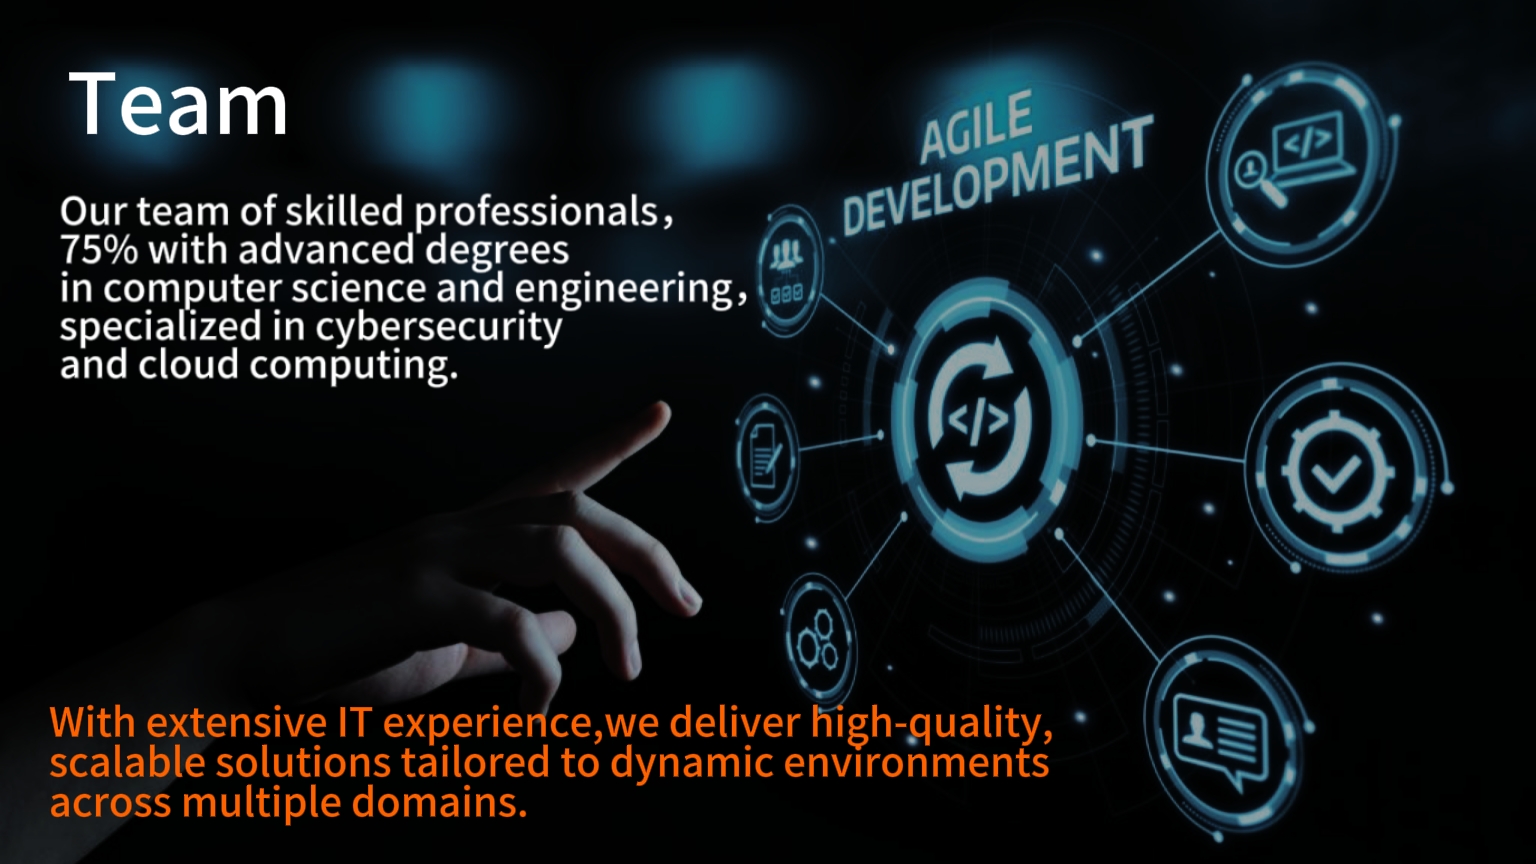 Team
Our team of skilled professionals，
75% with advanced degrees
in computer science and engineering，
specialized in cybersecurity
and cloud computing.
AGILE
DEVELOPMENT
</>
</>
With extensive IT experience,we deliver high-quality,
scalable solutions tailored to dynamic environments
across multiple domains.